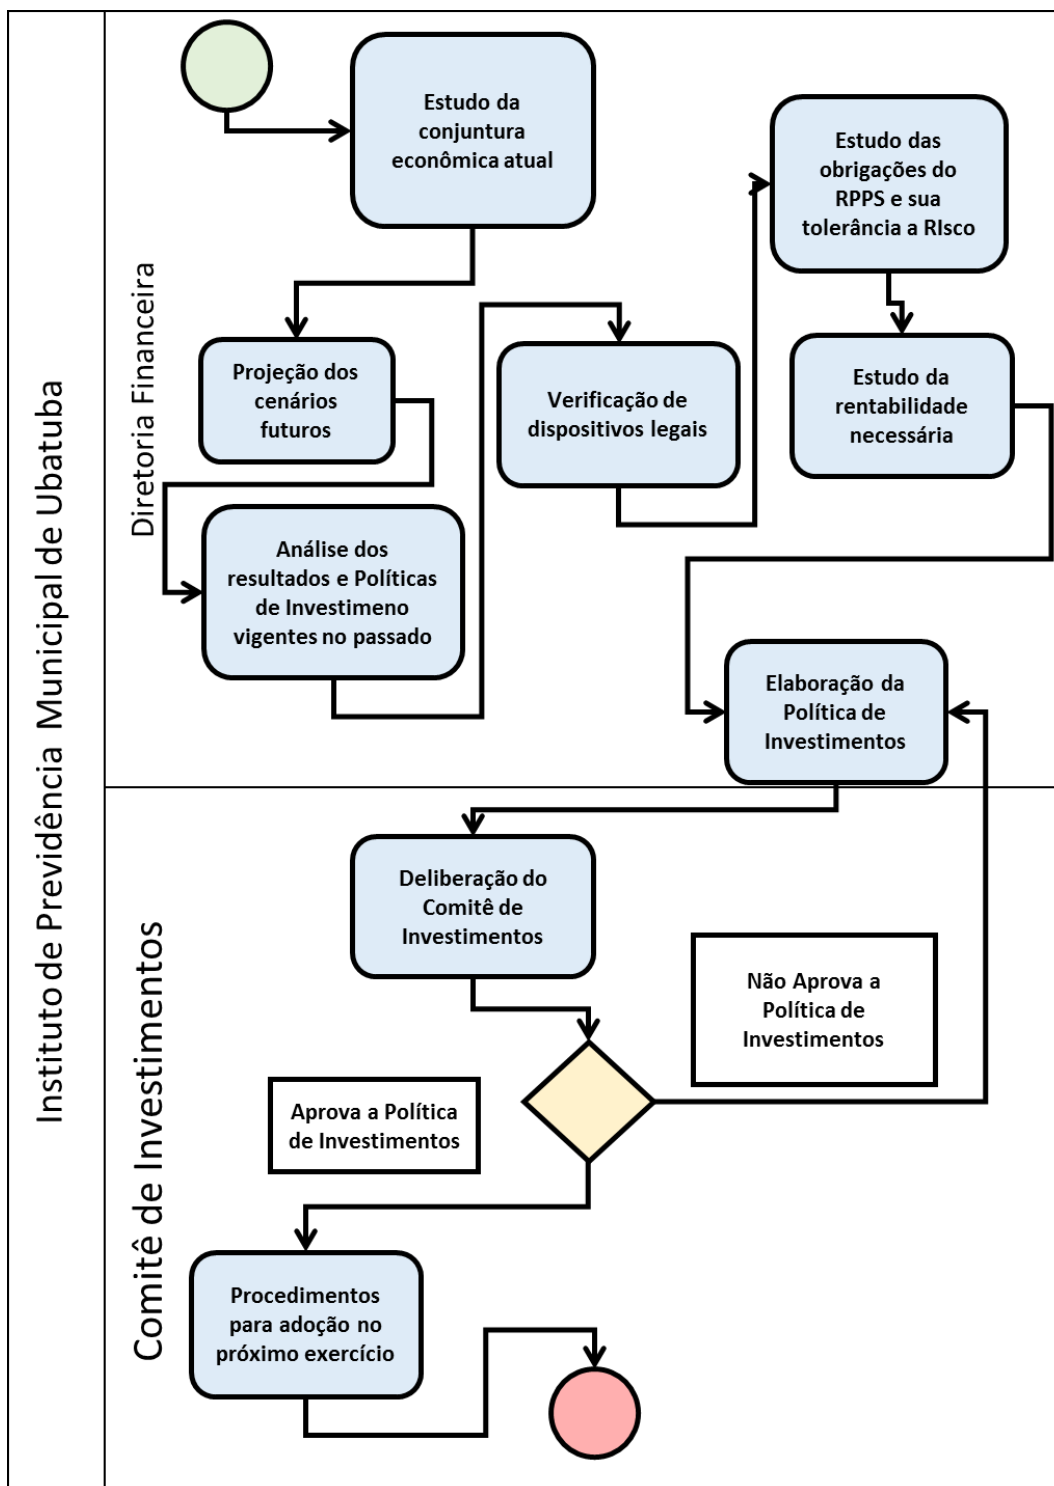 Instituto de Previdência Municipal de Ubatuba
Diretoria Financeira
Estudo da
conjuntura
econômica atual
Projeção dos
cenários
futuros
Análise dos
resultados e Políticas
de Investimeno
vigentes no passado
Verificação de
dispositivos legais
Estudo das
obrigações do
RPPS e sua
tolerância a RIsco
Estudo da
rentabilidade
necessária
Elaboração da
Política de
Investimentos
Comitê de Investimentos
Deliberação do
Comitê de
Investimentos
Não Aprova a
Política de
Investimentos
Aprova a Política
de Investimentos
Procedimentos
para adoção no
próximo exercício